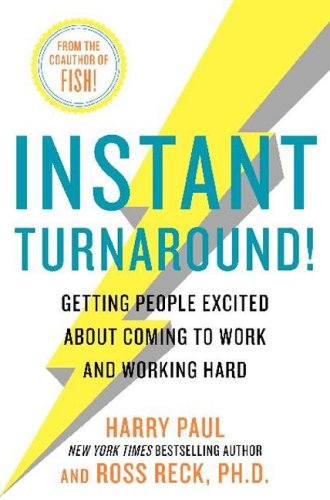 FROM THE
COAUTHOR OF
FISH!
INSTANT
TURNAROUND!
GETTING PEOPLE EXCITED
ABOUT COMING TO WORK
AND WORKING HARD
HARRY PAUL
NEW YORK TIMES BESTSELLING AUTHOR
AND ROSS RECK, PH.D.